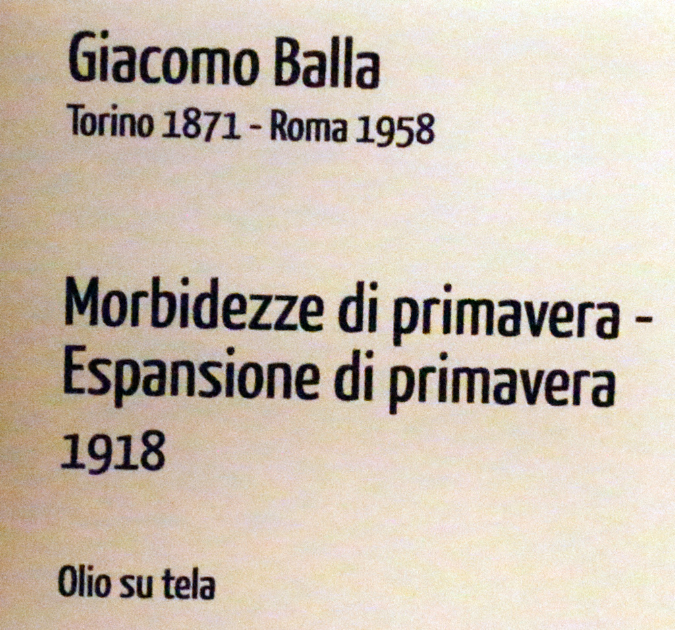 Giacomo Balla
Torino 1871 - Roma 1958
Morbidezze di primavera -
Espansione di primavera
1918
Olio su tela